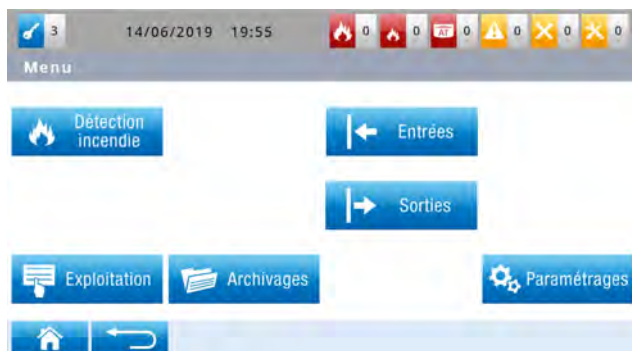 3 14/06/2019 19:55 0 0 AT 0 0 0 0
Menu
Détection
incendie
Entrées
Sorties
Exploitation Archivages Paramétrages